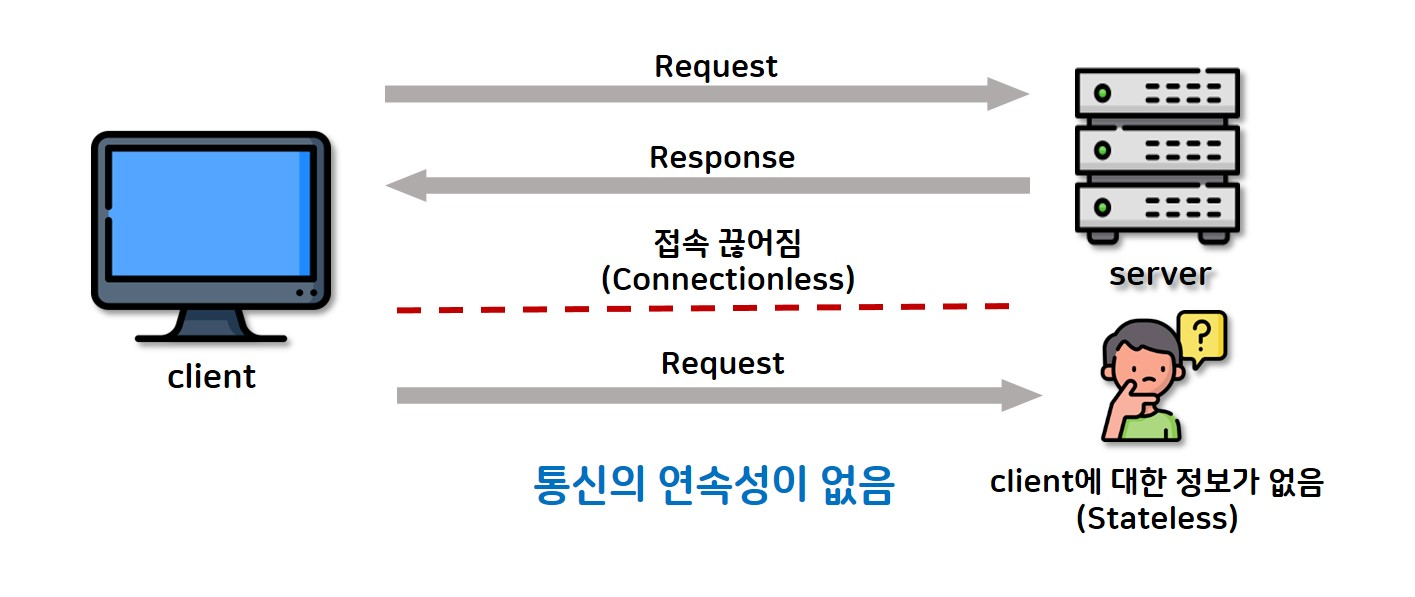 Request
Response
접속 끊어짐
(Connectionless)
server
client
Request
?
통신의 연속성이 없음
client에 대한 정보가 없음
(Stateless)